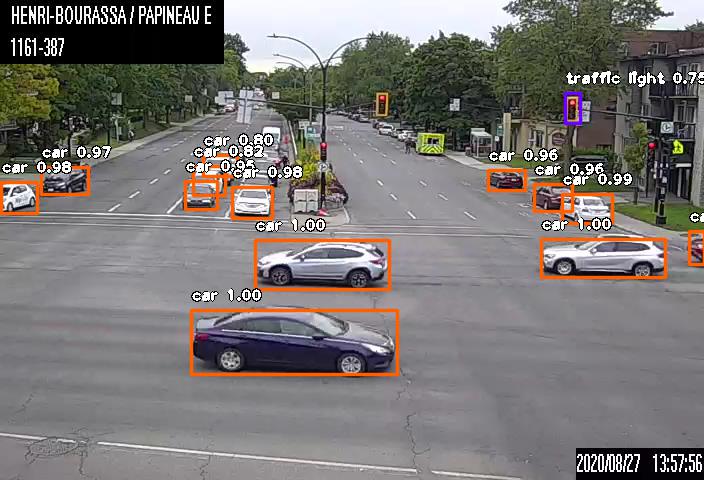 HENRI-BOURASSA / PAPINEAU E
1161-387
traffic light 0.75
car 0.80
car 0.82
car 0.95
car 0.98
car 0.97
car 0.98
car 0.96
car 0.96
car 0.99
car 1.00
car 1.00
ca
car 1.00
2020/08/27 13:57:56